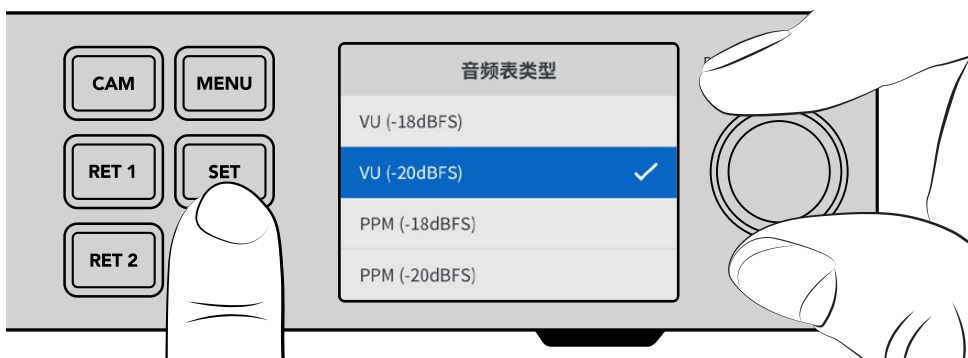 CAM
MENU
RET 1
SET
RET 2
音频表类型
VU (-18dBFS)
VU (-20dBFS)
PPM (-18dBFS)
PPM (-20dBFS)